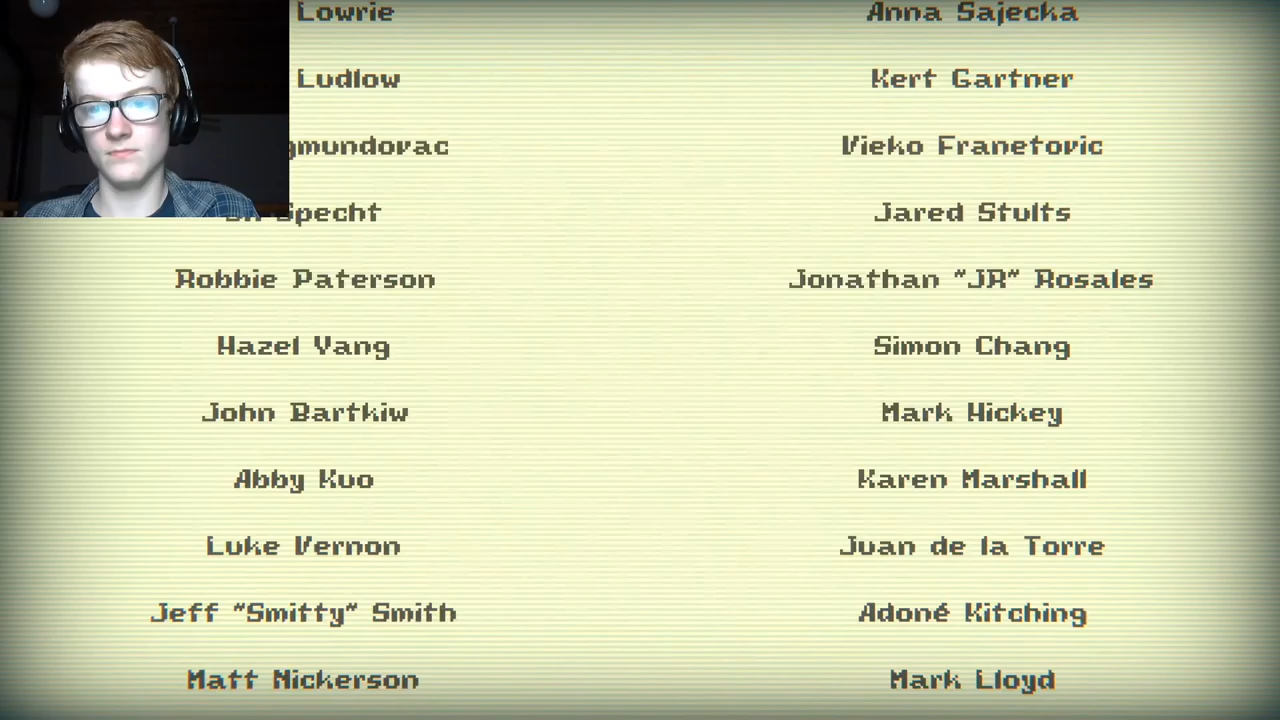 Lowrie Anna Sajecka
Ludlow Kert Gartner
Vieko Franetovic
Specht Jared Stults
Robbie Paterson Jonathan "JR" Rosales
Hazel Vang Simon Chang
John Bartkiw Mark Hickey
Abby Kuo Karen Marshall
Luke Vernon Juan de la Torre
Jeff "Smitty" Smith Adoné Kitching
Matt Nickerson Mark Lloyd